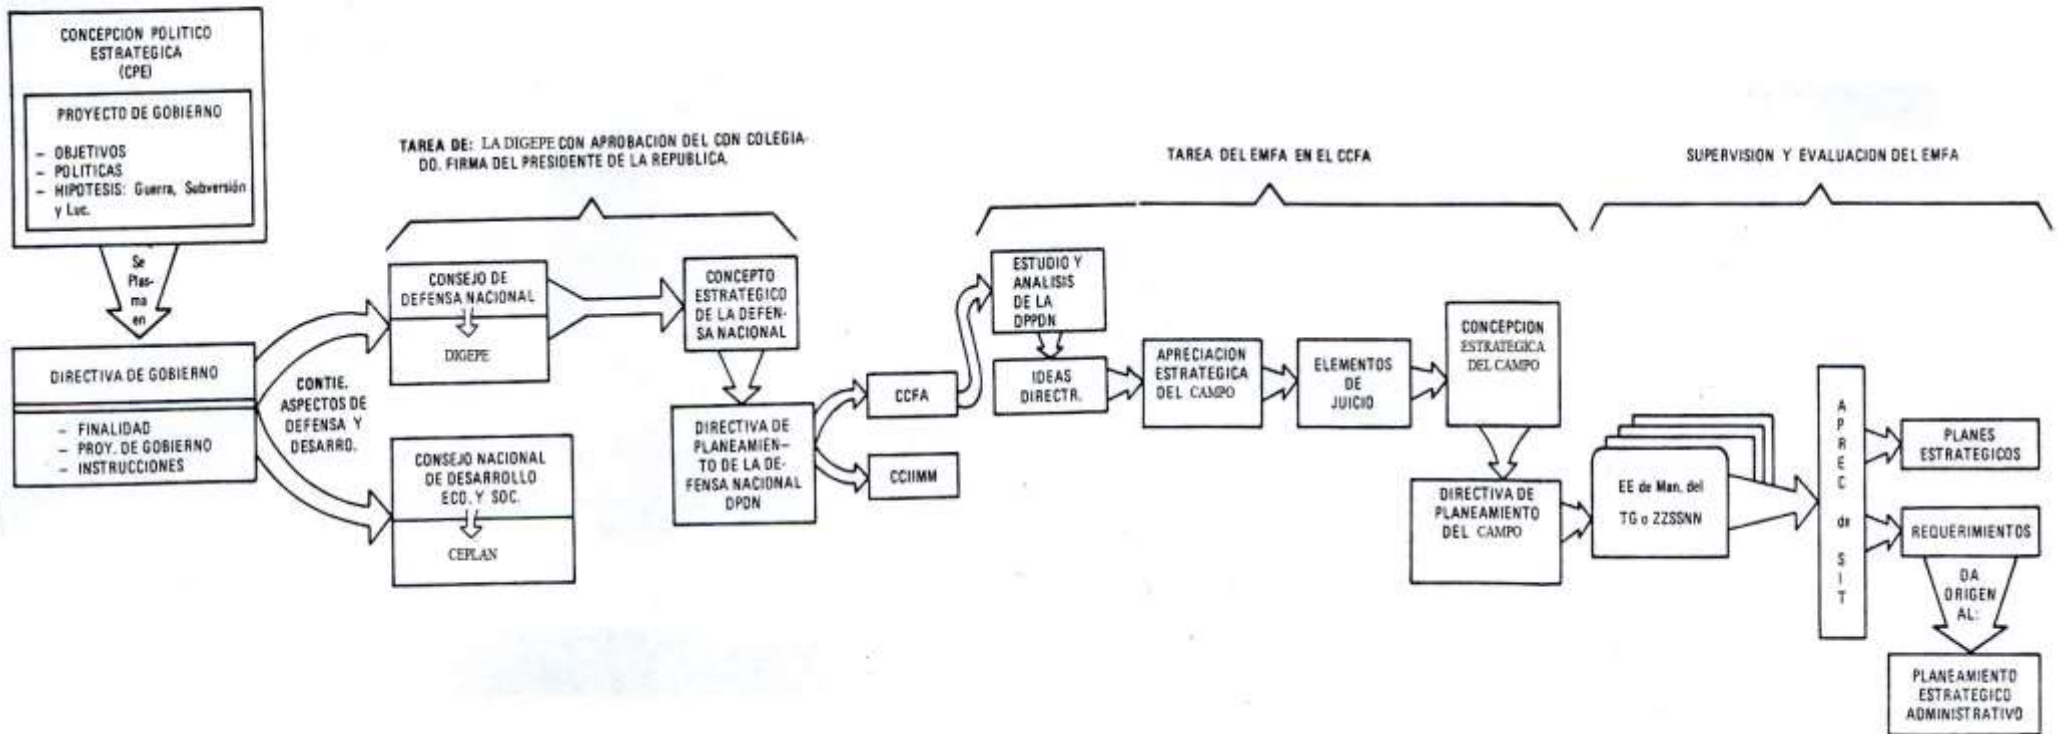 CONCEPCION POLITICO
ESTRATEGICA
(CPE)
PROYECTO DE GOBIERNO
– OBJETIVOS
– POLITICAS
– HIPOTESIS: Guerra, Subversión
y Luc.
Se
Plas-
ma
en
DIRECTIVA DE GOBIERNO
– FINALIDAD
– PROY. DE GOBIERNO
– INSTRUCCIONES
CONTIE.
ASPECTOS DE
DEFENSA Y
DESARRO.
TAREA DE: LA DIGEPE CON APROBACION DEL CON COLEGIA-
DO. FIRMA DEL PRESIDENTE DE LA REPUBLICA.
CONSEJO DE
DEFENSA NACIONAL
DIGEPE
CONSEJO NACIONAL
DE DESARROLLO
ECO. Y SOC.
CEPLAN
CONCEPTO
ESTRATEGICO
DE LA DEFEN-
SA NACIONAL
DIRECTIVA DE
PLANEAMIEN-
TO DE LA DE-
FENSA NACIONAL
DPDN
CCFA
CCIIMM
TAREA DEL EMFA EN EL CCFA
ESTUDIO Y
ANALISIS
DE LA
DPPDN
IDEAS
DIRECTR.
APRECIACION
ESTRATEGICA
DEL CAMPO
ELEMENTOS
DE
JUICIO
CONCEPCION
ESTRATEGICA
DEL CAMPO
DIRECTIVA DE
PLANEAMIENTO
DEL CAMPO
SUPERVISION Y EVALUACION DEL EMFA
EE de Man. del
TG o ZZSSNN
A
P
R
E
C
de
S
I
T
PLANES
ESTRATEGICOS
REQUERIMIENTOS
DA
ORIGEN
AL:
PLANEAMIENTO
ESTRATEGICO
ADMINISTRATIVO